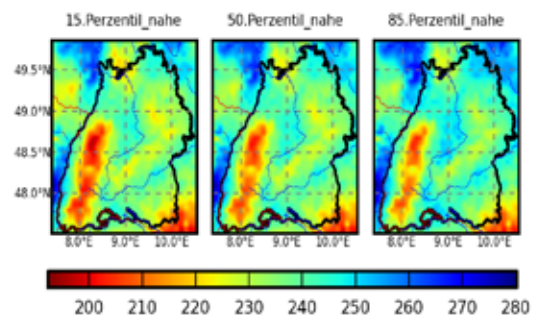 15.Perzentil_nahe 50.Perzentil_nahe 85.Perzentil_nahe
49.5°N
49.0°N
48.5°N
48.0°N
8.0°E 9.0°E 10.0°E 8.0°E 9.0°E 10.0°E 8.0°E 9.0°E 10.0°E
200 210 220 230 240 250 260 270 280